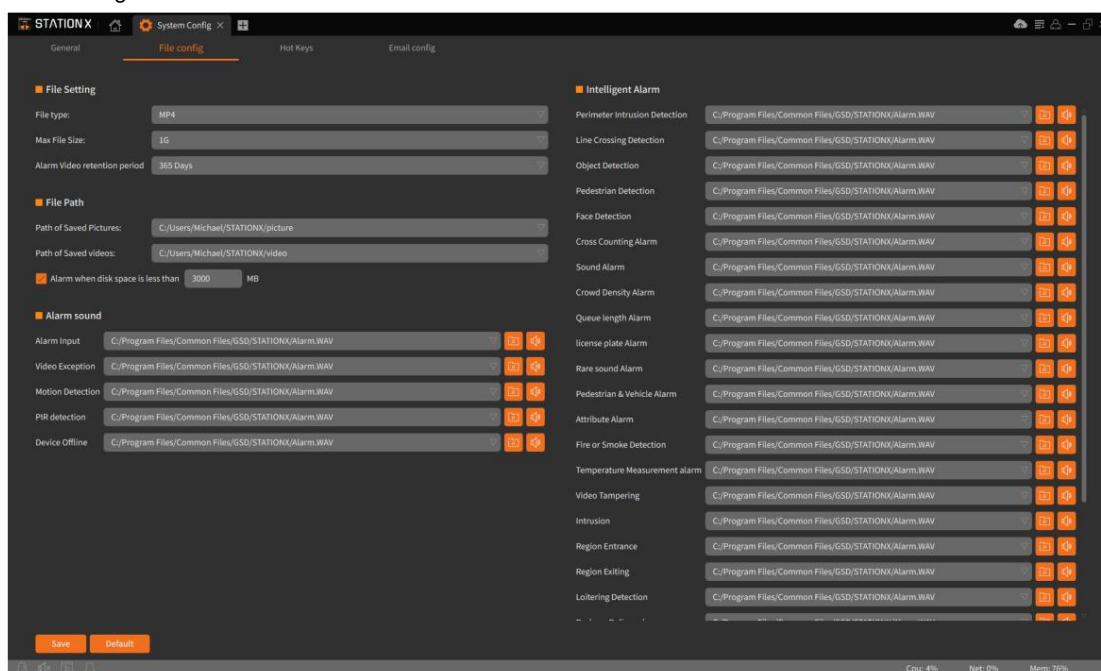 STATION X System Config ×
General File config Hot Keys Email config
File Setting
File type: MP4
Max File Size: 1G
Alarm Video retention period 365 Days
File Path
Path of Saved Pictures: C:/Users/Michael/STATIONX/picture
Path of Saved videos: C:/Users/Michael/STATIONX/video
Alarm when disk space is less than 3000 MB
Alarm sound
Alarm Input C:/Program Files/Common Files/GSD/STATIONX/Alarm.WAV
Video Exception C:/Program Files/Common Files/GSD/STATIONX/Alarm.WAV
Motion Detection C:/Program Files/Common Files/GSD/STATIONX/Alarm.WAV
PIR detection C:/Program Files/Common Files/GSD/STATIONX/Alarm.WAV
Device Offline C:/Program Files/Common Files/GSD/STATIONX/Alarm.WAV
Intelligent Alarm
Perimeter Intrusion Detection C:/Program Files/Common Files/GSD/STATIONX/Alarm.WAV
Line Crossing Detection C:/Program Files/Common Files/GSD/STATIONX/Alarm.WAV
Object Detection C:/Program Files/Common Files/GSD/STATIONX/Alarm.WAV
Pedestrian Detection C:/Program Files/Common Files/GSD/STATIONX/Alarm.WAV
Face Detection C:/Program Files/Common Files/GSD/STATIONX/Alarm.WAV
Cross Counting Alarm C:/Program Files/Common Files/GSD/STATIONX/Alarm.WAV
Sound Alarm C:/Program Files/Common Files/GSD/STATIONX/Alarm.WAV
Crowd Density Alarm C:/Program Files/Common Files/GSD/STATIONX/Alarm.WAV
Queue length Alarm C:/Program Files/Common Files/GSD/STATIONX/Alarm.WAV
license plate Alarm C:/Program Files/Common Files/GSD/STATIONX/Alarm.WAV
Rare sound Alarm C:/Program Files/Common Files/GSD/STATIONX/Alarm.WAV
Pedestrian & Vehicle Alarm C:/Program Files/Common Files/GSD/STATIONX/Alarm.WAV
Attribute Alarm C:/Program Files/Common Files/GSD/STATIONX/Alarm.WAV
Fire or Smoke Detection C:/Program Files/Common Files/GSD/STATIONX/Alarm.WAV
Temperature Measurement alarm C:/Program Files/Common Files/GSD/STATIONX/Alarm.WAV
Video Tampering C:/Program Files/Common Files/GSD/STATIONX/Alarm.WAV
Intrusion C:/Program Files/Common Files/GSD/STATIONX/Alarm.WAV
Region Entrance C:/Program Files/Common Files/GSD/STATIONX/Alarm.WAV
Region Exiting C:/Program Files/Common Files/GSD/STATIONX/Alarm.WAV
Loitering Detection C:/Program Files/Common Files/GSD/STATIONX/Alarm.WAV
Save Default
Cpu: 4% Net: 0% Mem: 76%